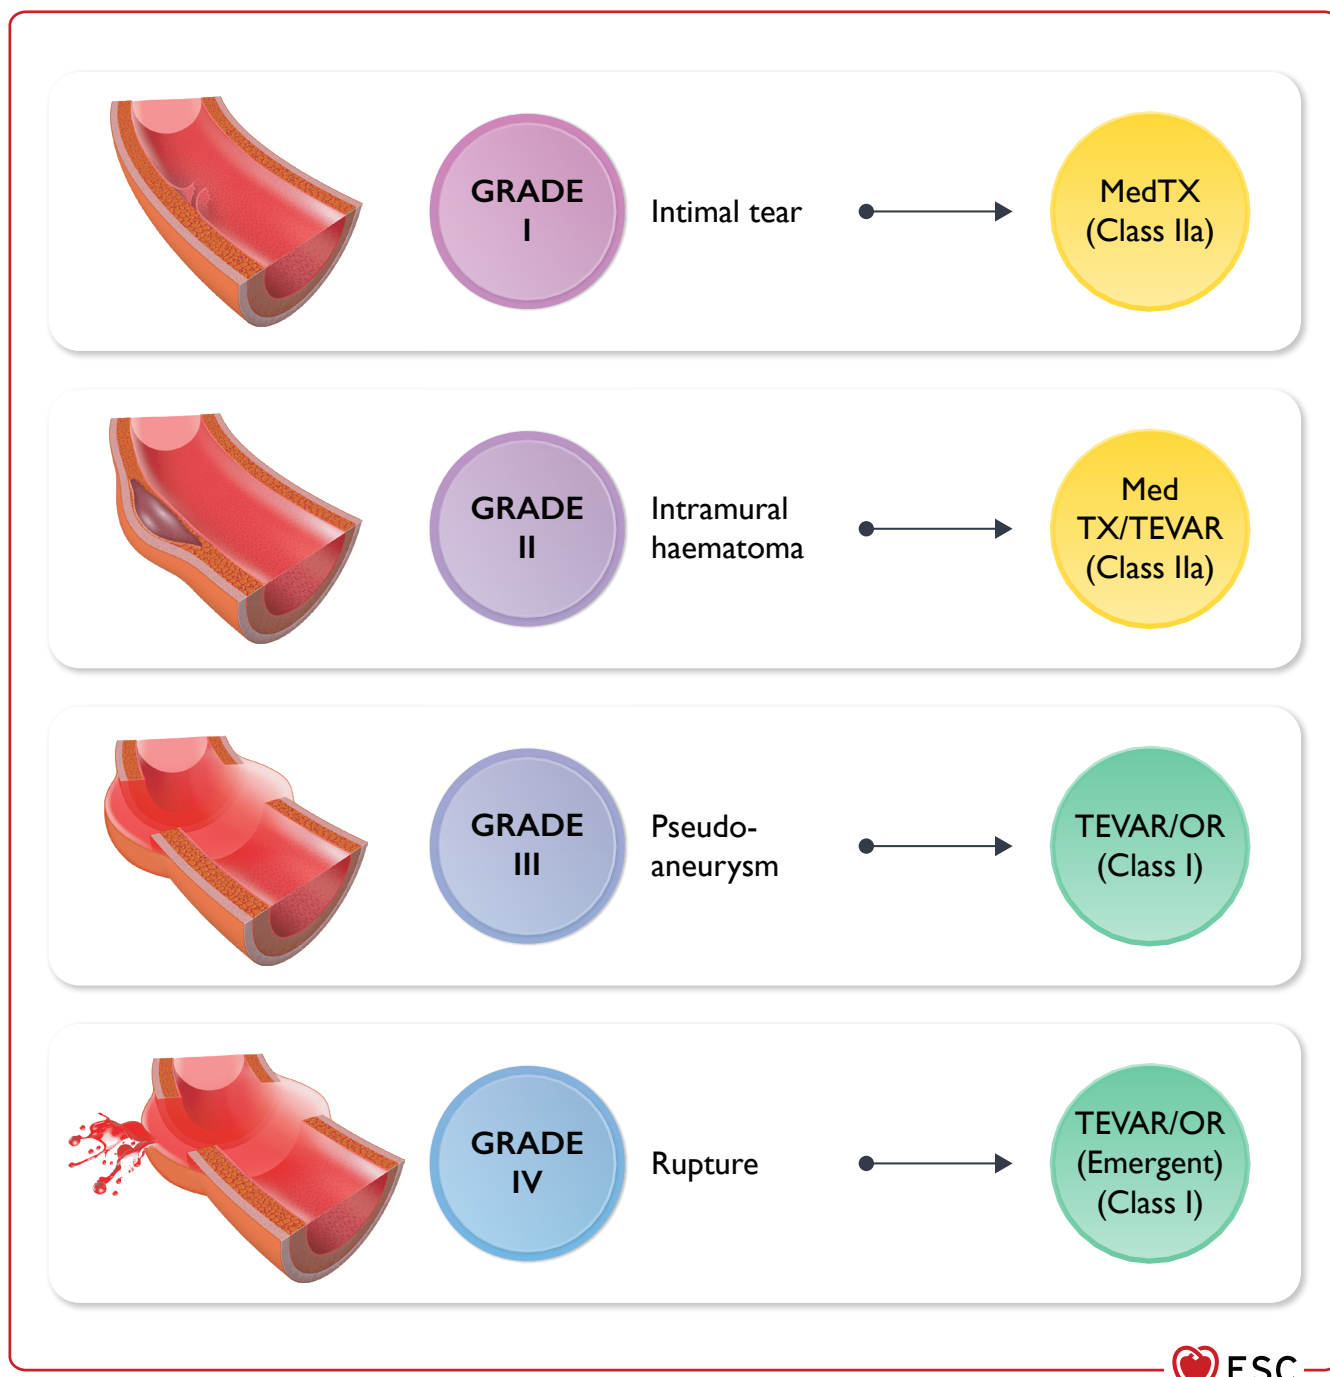 GRADE
I
Intimal tear
MedTX
(Class IIa)
GRADE
II
Intramural
haematoma
Med
TX/TEVAR
(Class IIa)
GRADE
III
Pseudo-
aneurysm
TEVAR/OR
(Class I)
GRADE
IV
Rupture
TEVAR/OR
(Emergent)
(Class I)
ESC